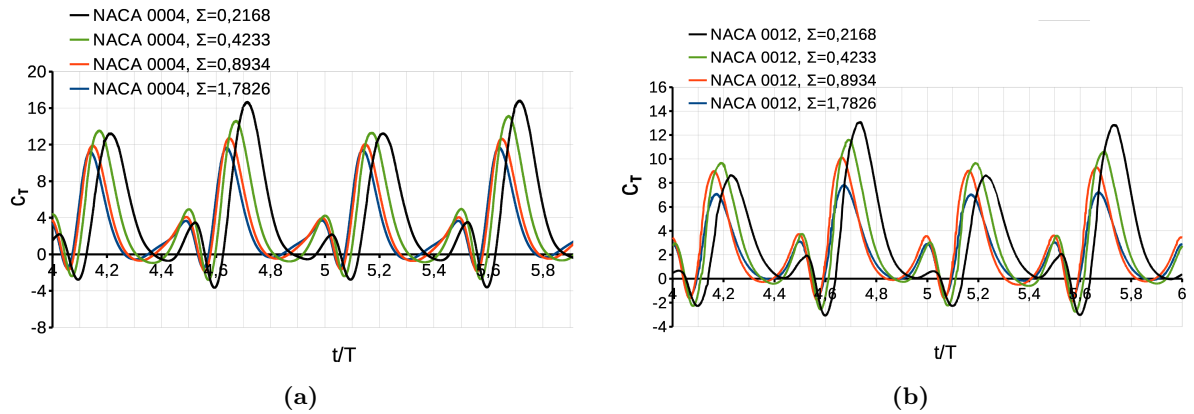 NACA 0004, Σ=0,2168
NACA 0004, Σ=0,4233
NACA 0004, Σ=0,8934
NACA 0004, Σ=1,7826
20
16
12
8
4
0
-4
-8
C_T
4 4,2 4,4 4,6 4,8 5 5,2 5,4 5,6 5,8
t/T
(a)
NACA 0012, Σ=0,2168
NACA 0012, Σ=0,4233
NACA 0012, Σ=0,8934
NACA 0012, Σ=1,7826
16
14
12
10
8
6
4
2
0
-2
-4
C_T
4 4,2 4,4 4,6 4,8 5 5,2 5,4 5,6 5,8 6
t/T
(b)